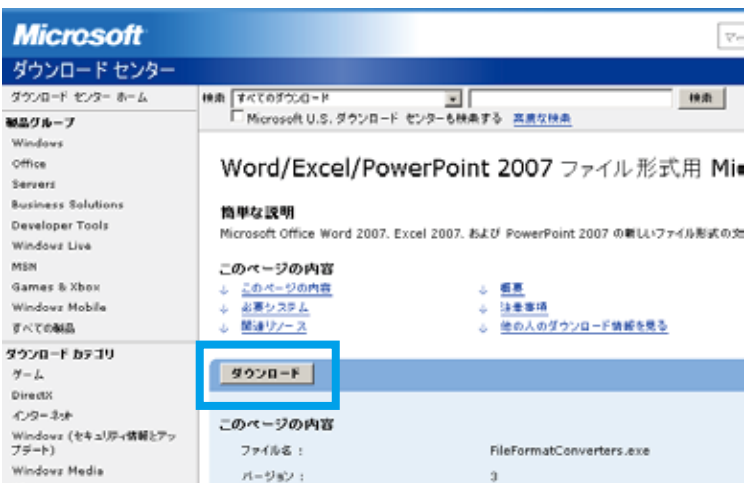 Microsoft
ダウンロード センター
ダウンロード センター ホーム
検索 すべてのダウンロード 検索
Microsoft U.S. ダウンロード センターも検索する 高度な検索
製品グループ
Windows
Office
Servers
Business Solutions
Developer Tools
Windows Live
MSN
Games & Xbox
Windows Mobile
すべての製品
ダウンロード カテゴリ
ゲーム
DirectX
インターネット
Windows (セキュリティ情報とアッ
プデート)
Windows Media
Word/Excel/PowerPoint 2007 ファイル形式用 Mi
簡単な説明
Microsoft Office Word 2007, Excel 2007, および PowerPoint 2007 の新しいファイル形式の
このページの内容
このページの内容 概要
必要システム 注意事項
関連リソース 他の人のダウンロード情報を見る
ダウンロード
このページの内容
ファイル名 : FileFormatConverters.exe
バージョン : 3